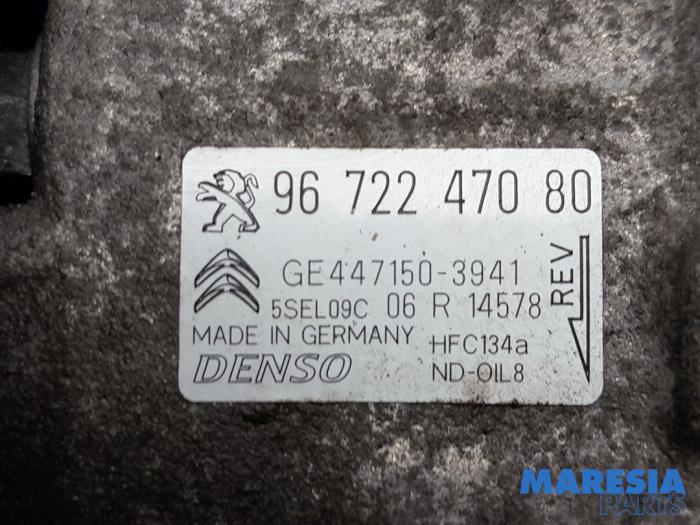 96 722 470 80
GE447150-3941
5SEL09C 06 R 14578
REV
MADE IN GERMANY
HFC134a
DENSO
ND-OIL8
MARESIA
PARTS